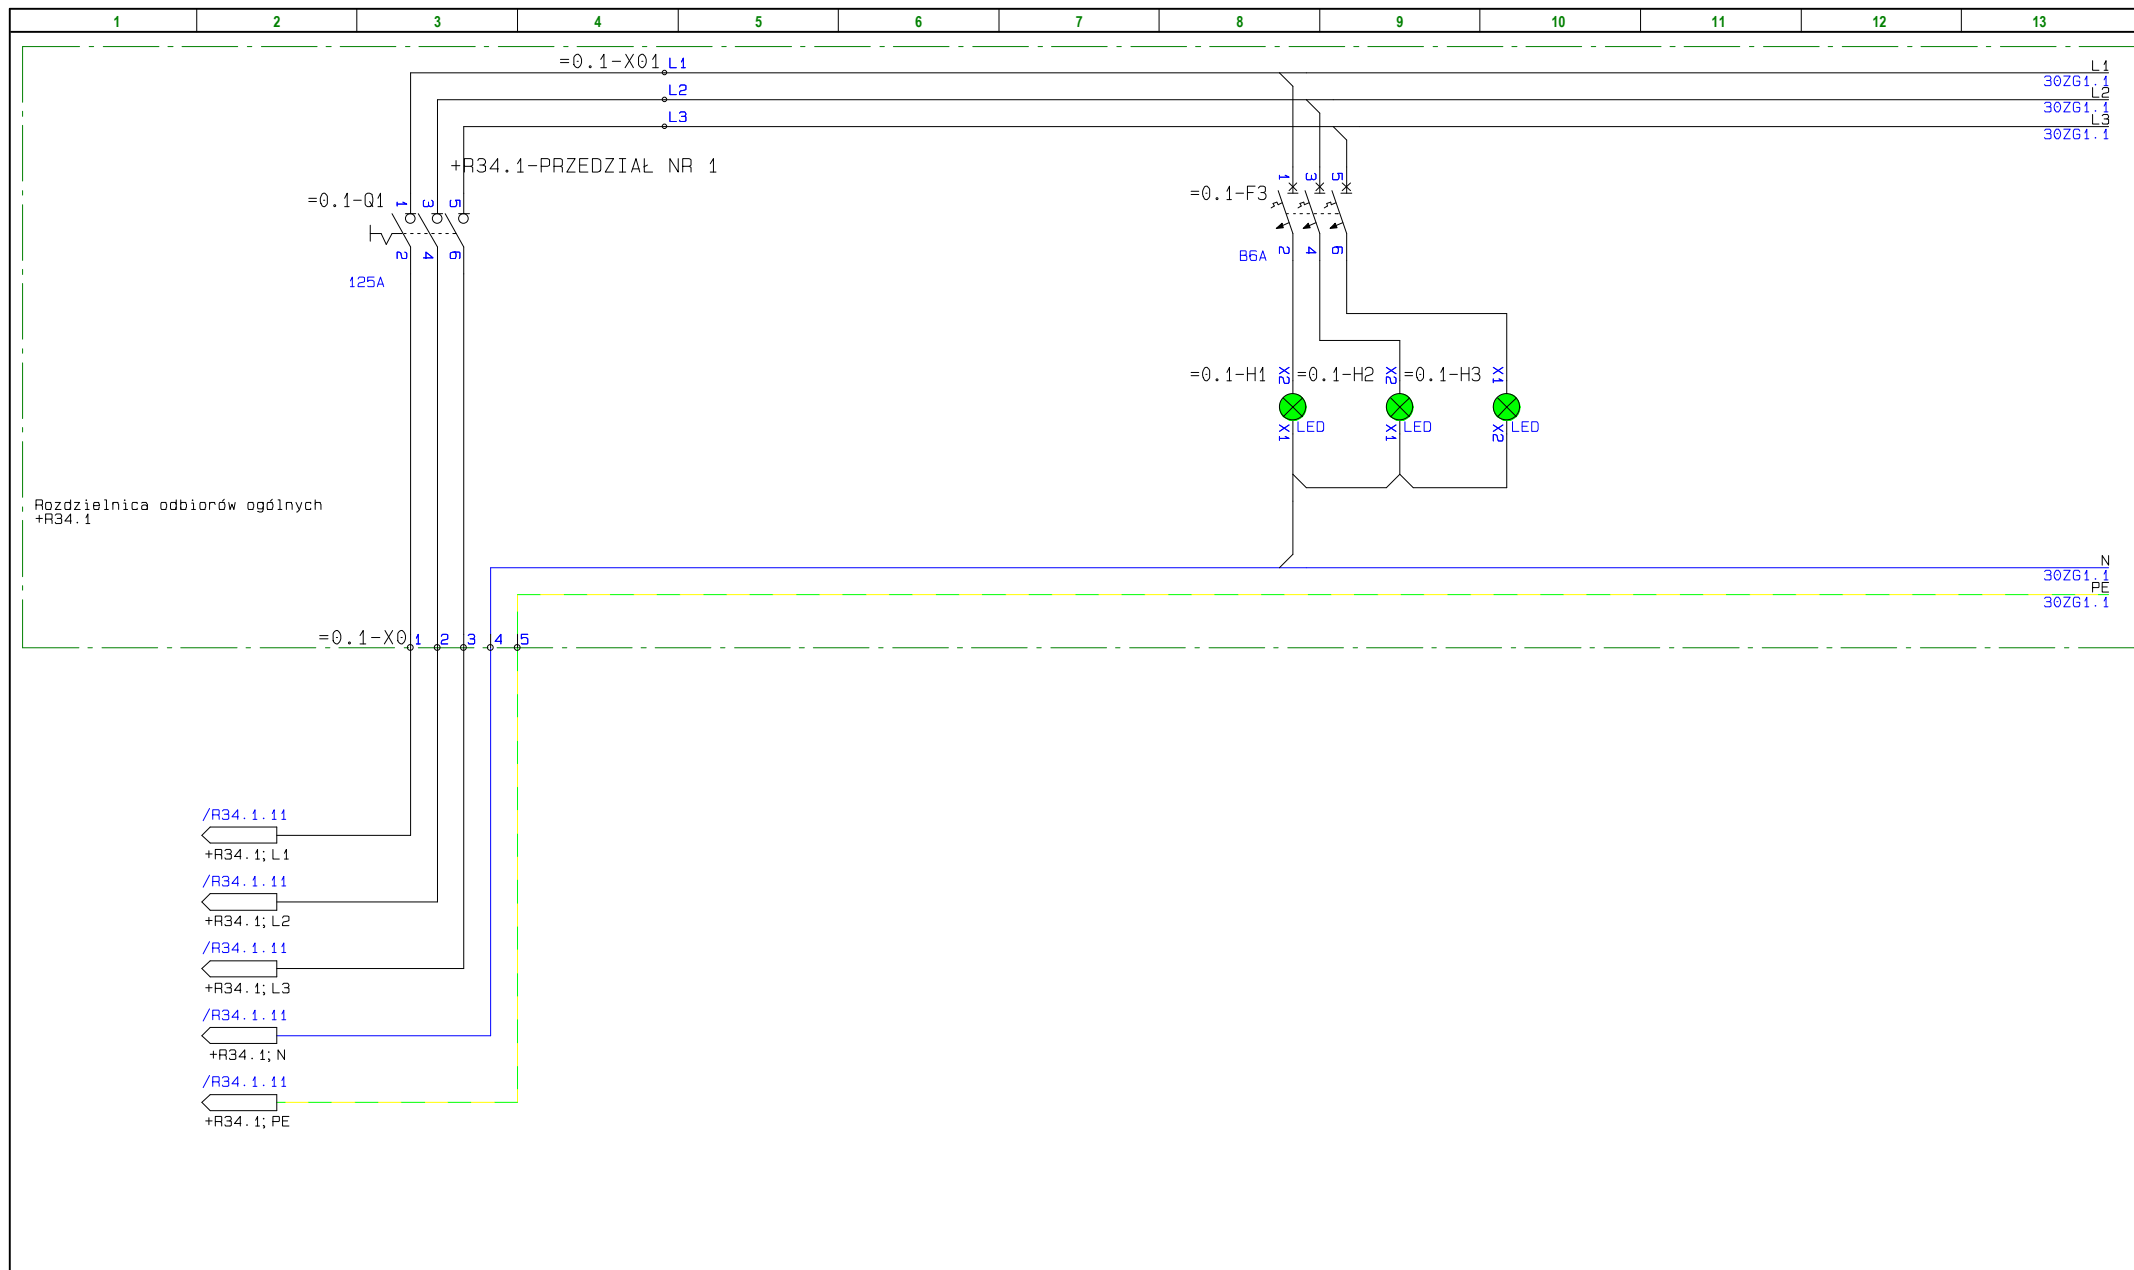 1 2 3 4 5 6 7 8 9 10 11 12 13
=0.1-X01 L1
L1
30ZG1.1
L2
L2
30ZG1.1
L3
L3
30ZG1.1
+R34.1-PRZEDZIAŁ NR 1
=0.1-Q1 1 3 5
2 4 6
125A
=0.1-F3 1 3 5
B6A 2 4 6
=0.1-H1 X2 =0.1-H2 X2 =0.1-H3 X1
X1 LED X1 LED X2 LED
Rozdzielnica odbiorów ogólnych
+R34.1
N
30ZG1.1
PE
30ZG1.1
=0.1-X0 1 2 3 4 5
/R34.1.11
+R34.1;L1
/R34.1.11
+R34.1;L2
/R34.1.11
+R34.1;L3
/R34.1.11
+R34.1;N
/R34.1.11
+R34.1;PE